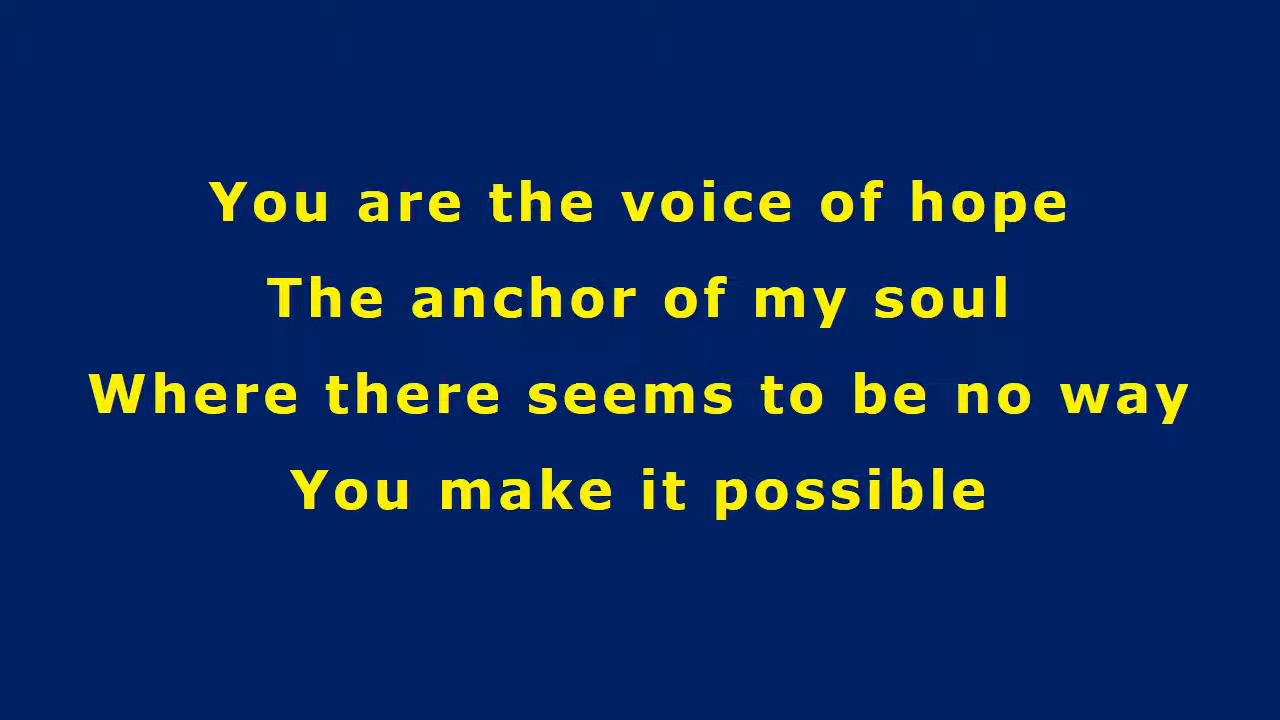 You are the voice of hope
The anchor of my soul
Where there seems to be no way
You make it possible